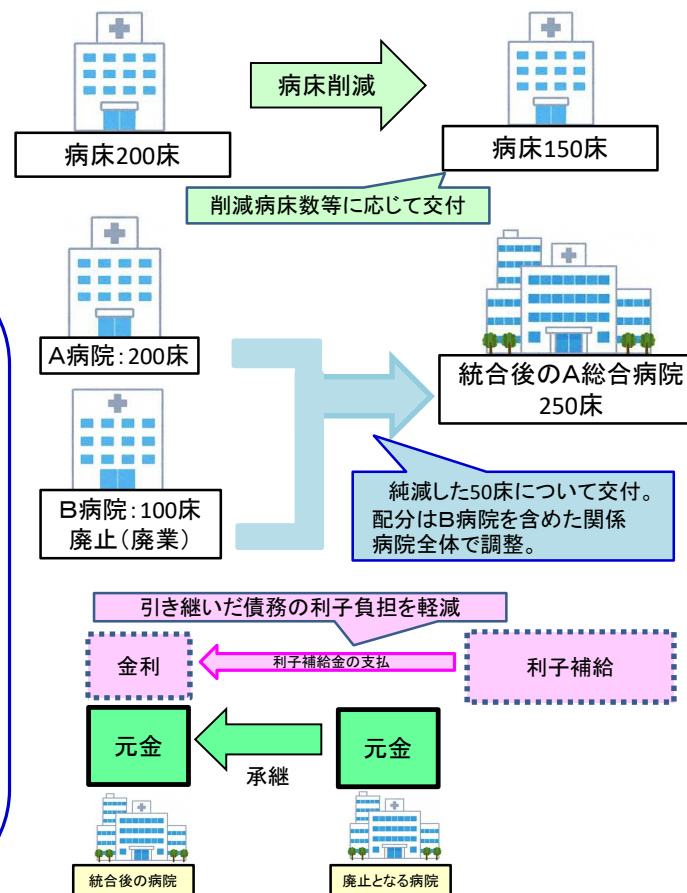 病床削減
病床200床
病床150床
削減病床数等に応じて交付
A病院：200床
統合後のA総合病院
250床
B病院：100床
廃止（廃業）
純減した50床について交付。
配分はB病院を含めた関係
病院全体で調整。
引き継いだ債務の利子負担を軽減
金利
利子補給金の支払
利子補給
元金
元金
承継
統合後の病院
廃止となる病院